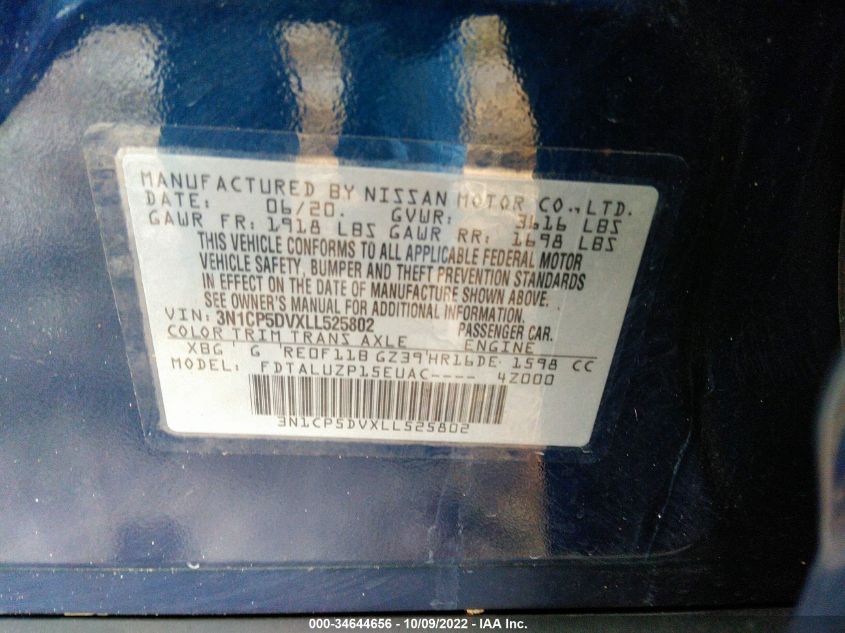 MANUFACTURED BY NISSAN MOTOR CO., LTD.
DATE: 06/20. GVWR: 3616 LBS
GAWR FR: 1918 LBS GAWR RR: 1698 LBS
THIS VEHICLE CONFORMS TO ALL APPLICABLE FEDERAL MOTOR
VEHICLE SAFETY, BUMPER AND THEFT PREVENTION STANDARDS
IN EFFECT ON THE DATE OF MANUFACTURE SHOWN ABOVE.
SEE OWNER'S MANUAL FOR ADDITIONAL INFORMATION.
VIN: 3N1CP5DVXLL525802 PASSENGER CAR.
COLOR TRIM TRANS AXLE ENGINE
XBG ' G RE0F11B GZ39 'HR16DE· 1598 CC
MODEL: FDTALUZP15EUAC---- 4Z000
3N1CP5DVXLL525802
000-34644656 - 10/09/2022 - IAA Inc.